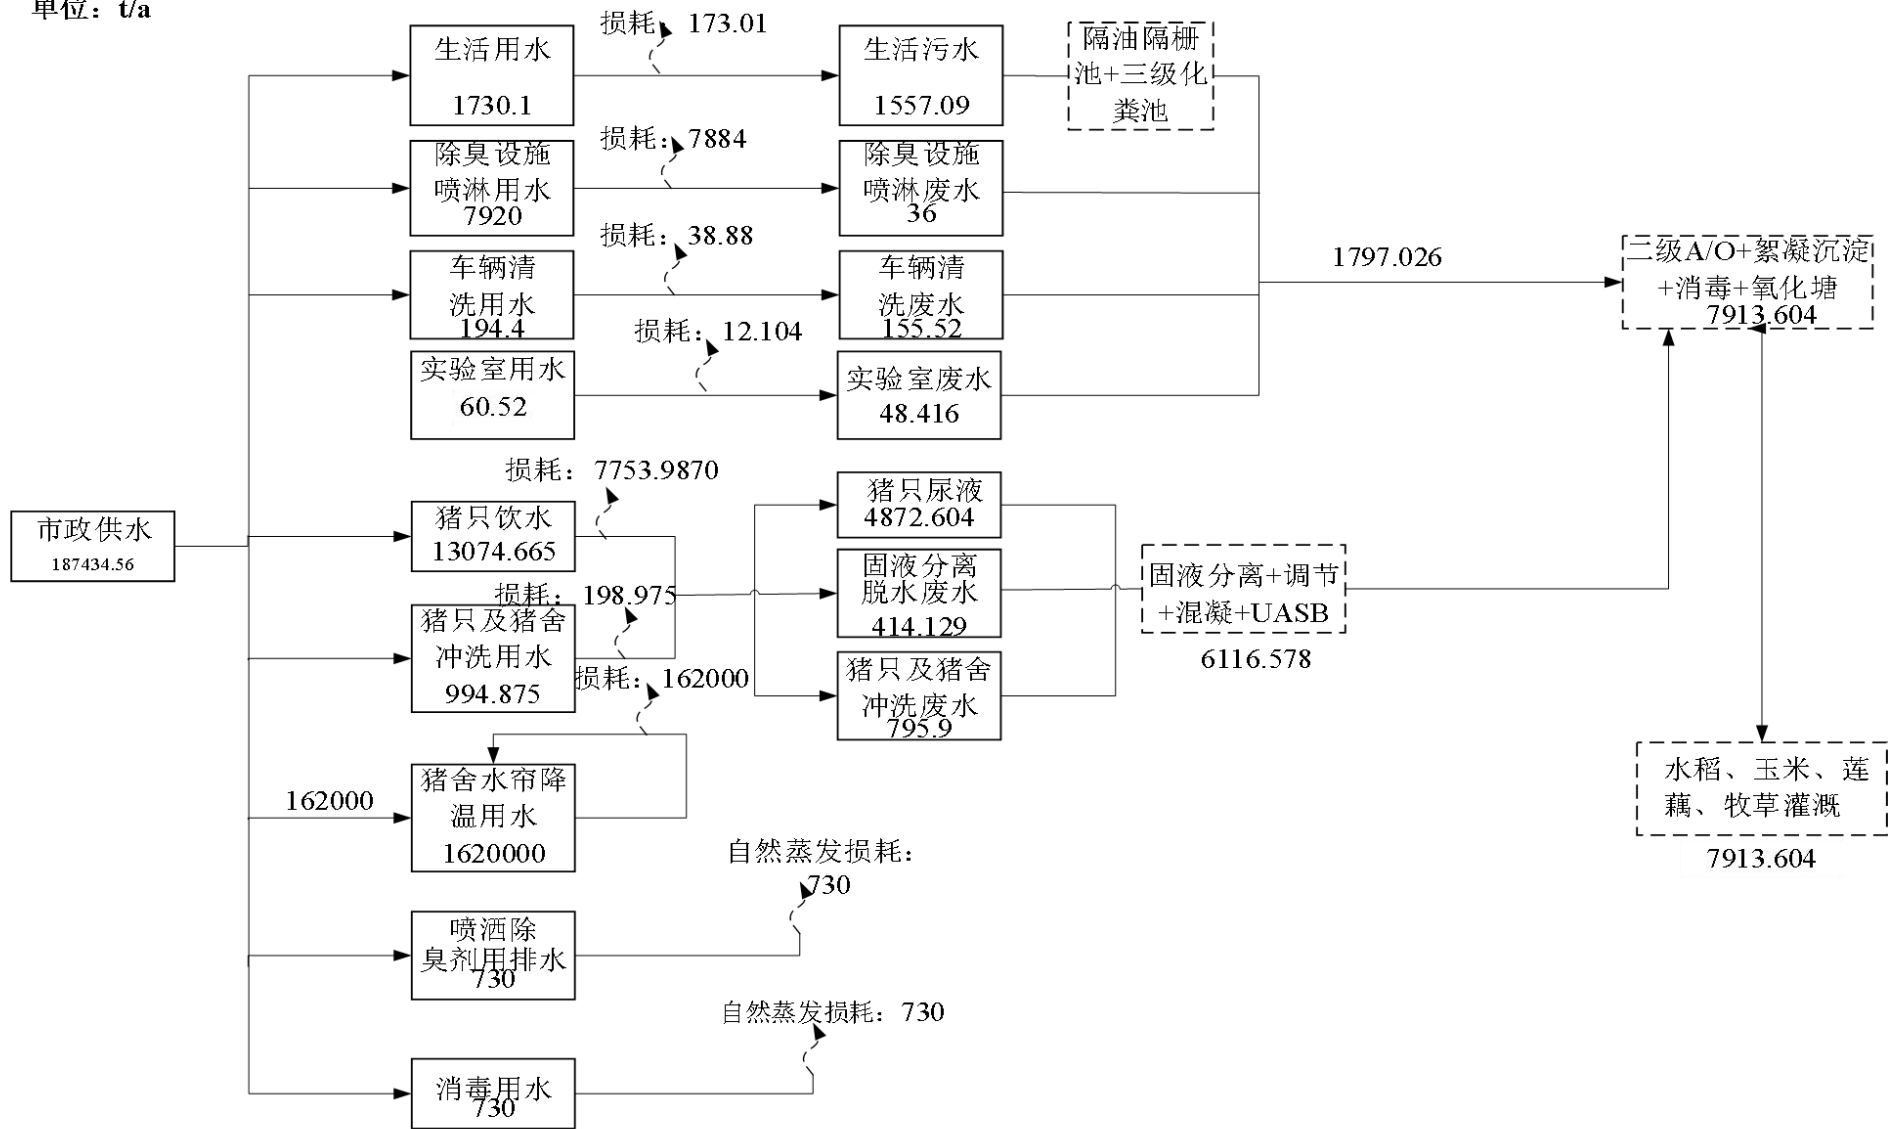 单位：t/a
损耗：173.01
生活用水
1730.1
生活污水
1557.09
隔油隔栅
池+三级化
粪池
损耗：7884
除臭设施
喷淋用水
7920
除臭设施
喷淋废水
36
损耗：38.88
车辆清
洗用水
194.4
车辆清
洗废水
155.52
1797.026
二级A/O+絮凝沉淀
+消毒+氧化塘
7913.604
损耗：12.104
实验室用水
60.52
实验室废水
48.416
市政供水
187434.56
损耗：7753.9870
猪只饮水
13074.665
猪只尿液
4872.604
损耗：198.975
猪只及猪舍
冲洗用水
994.875
固液分离
脱水废水
414.129
固液分离+调节
+混凝+UASB
6116.578
猪只及猪舍
冲洗废水
795.9
损耗：162000
162000
猪舍水帘降
温用水
1620000
水稻、玉米、莲
藕、牧草灌溉
7913.604
自然蒸发损耗：
730
喷洒除
臭剂用排水
730
自然蒸发损耗：730
消毒用水
730